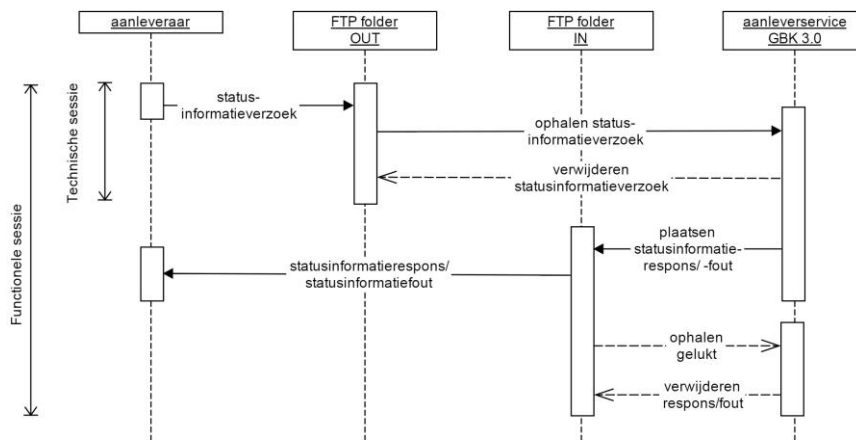 aanleveraar
FTP folder
OUT
FTP folder
IN
aanleverservice
GBK 3.0
Functionele sessie
Technische sessie
status-
informatieverzoek
ophalen status-
informatieverzoek
verwijderen
statusinformatieverzoek
plaatsen
statusinformatie-
respons/ -fout
statusinformatierespons/
statusinformatiefout
ophalen
gelukt
verwijderen
respons/fout